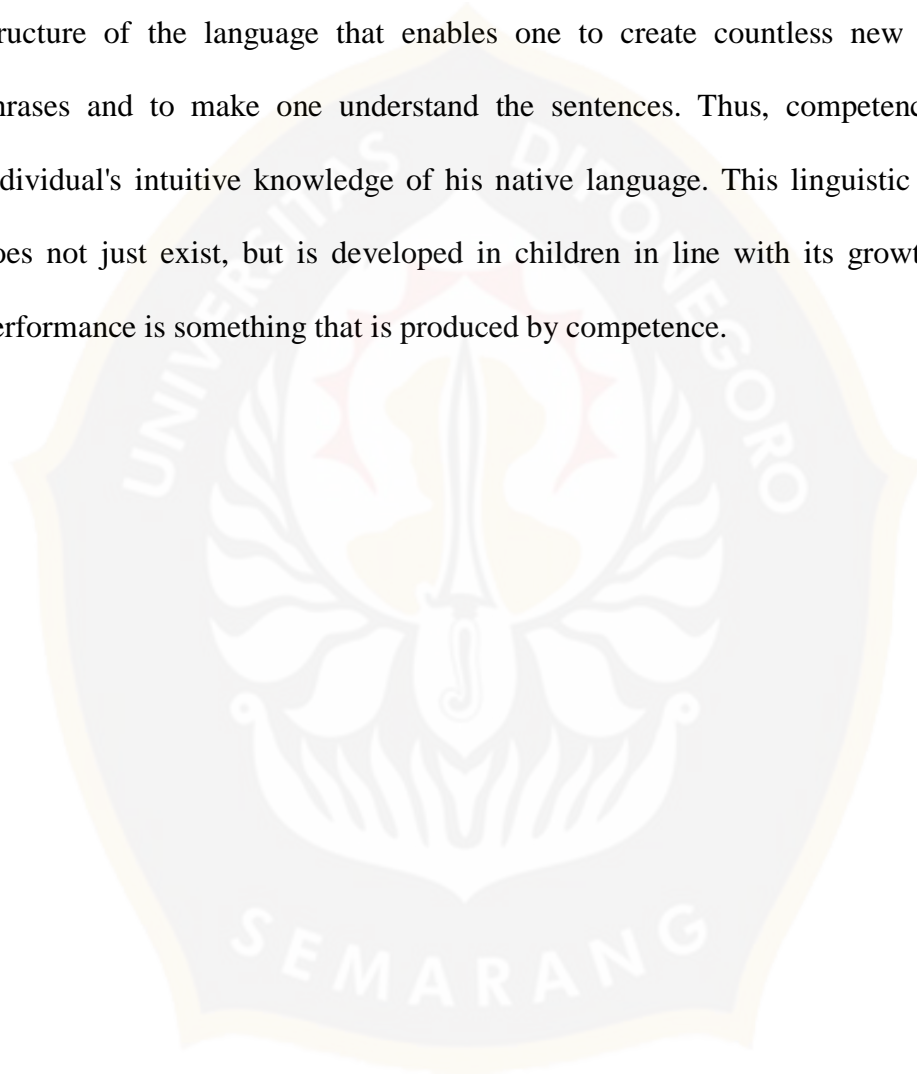 ructure of the language that enables one to create countless new
hrases and to make one understand the sentences. Thus, competenc
dividual's intuitive knowledge of his native language. This linguistic
oes not just exist, but is developed in children in line with its growt
erformance is something that is produced by competence.
UNIVERSITAS DIPONEGORO
SEMARANG